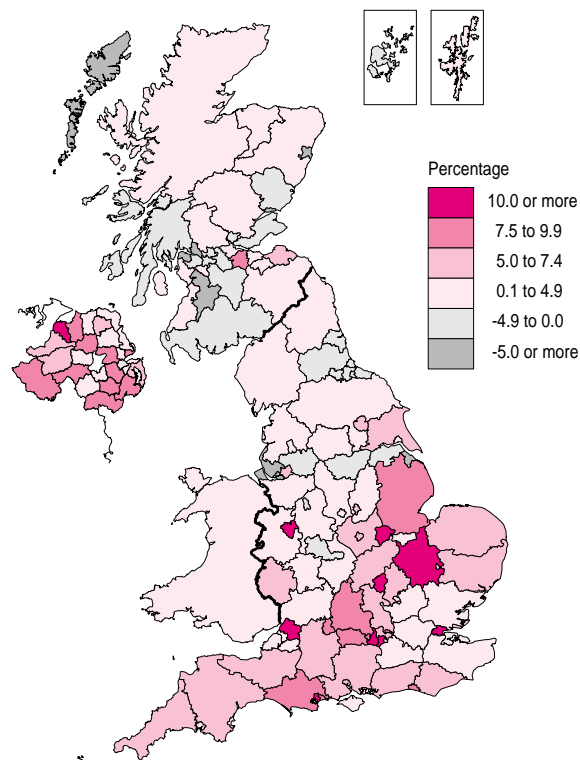 Percentage
10.0 or more
7.5 to 9.9
5.0 to 7.4
0.1 to 4.9
-4.9 to 0.0
-5.0 or more